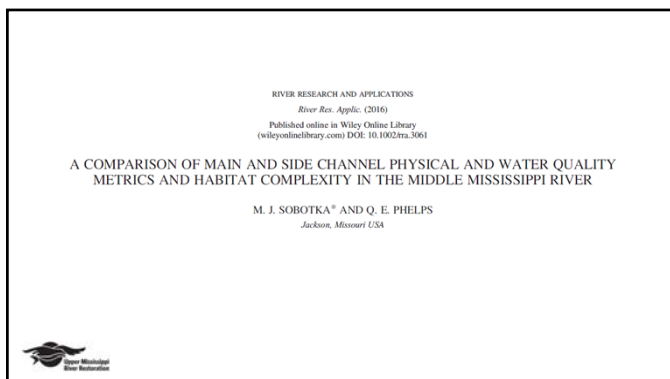 RIVER RESEARCH AND APPLICATIONS
River Res. Applic. (2016)
Published online in Wiley Online Library
(wileyonlinelibrary.com) DOI: 10.1002/rra.3061
A COMPARISON OF MAIN AND SIDE CHANNEL PHYSICAL AND WATER QUALITY
METRICS AND HABITAT COMPLEXITY IN THE MIDDLE MISSISSIPPI RIVER
M. J. SOBOTKA* AND Q. E. PHELPS
Jackson, Missouri USA
Upper Mississippi
River Restoration